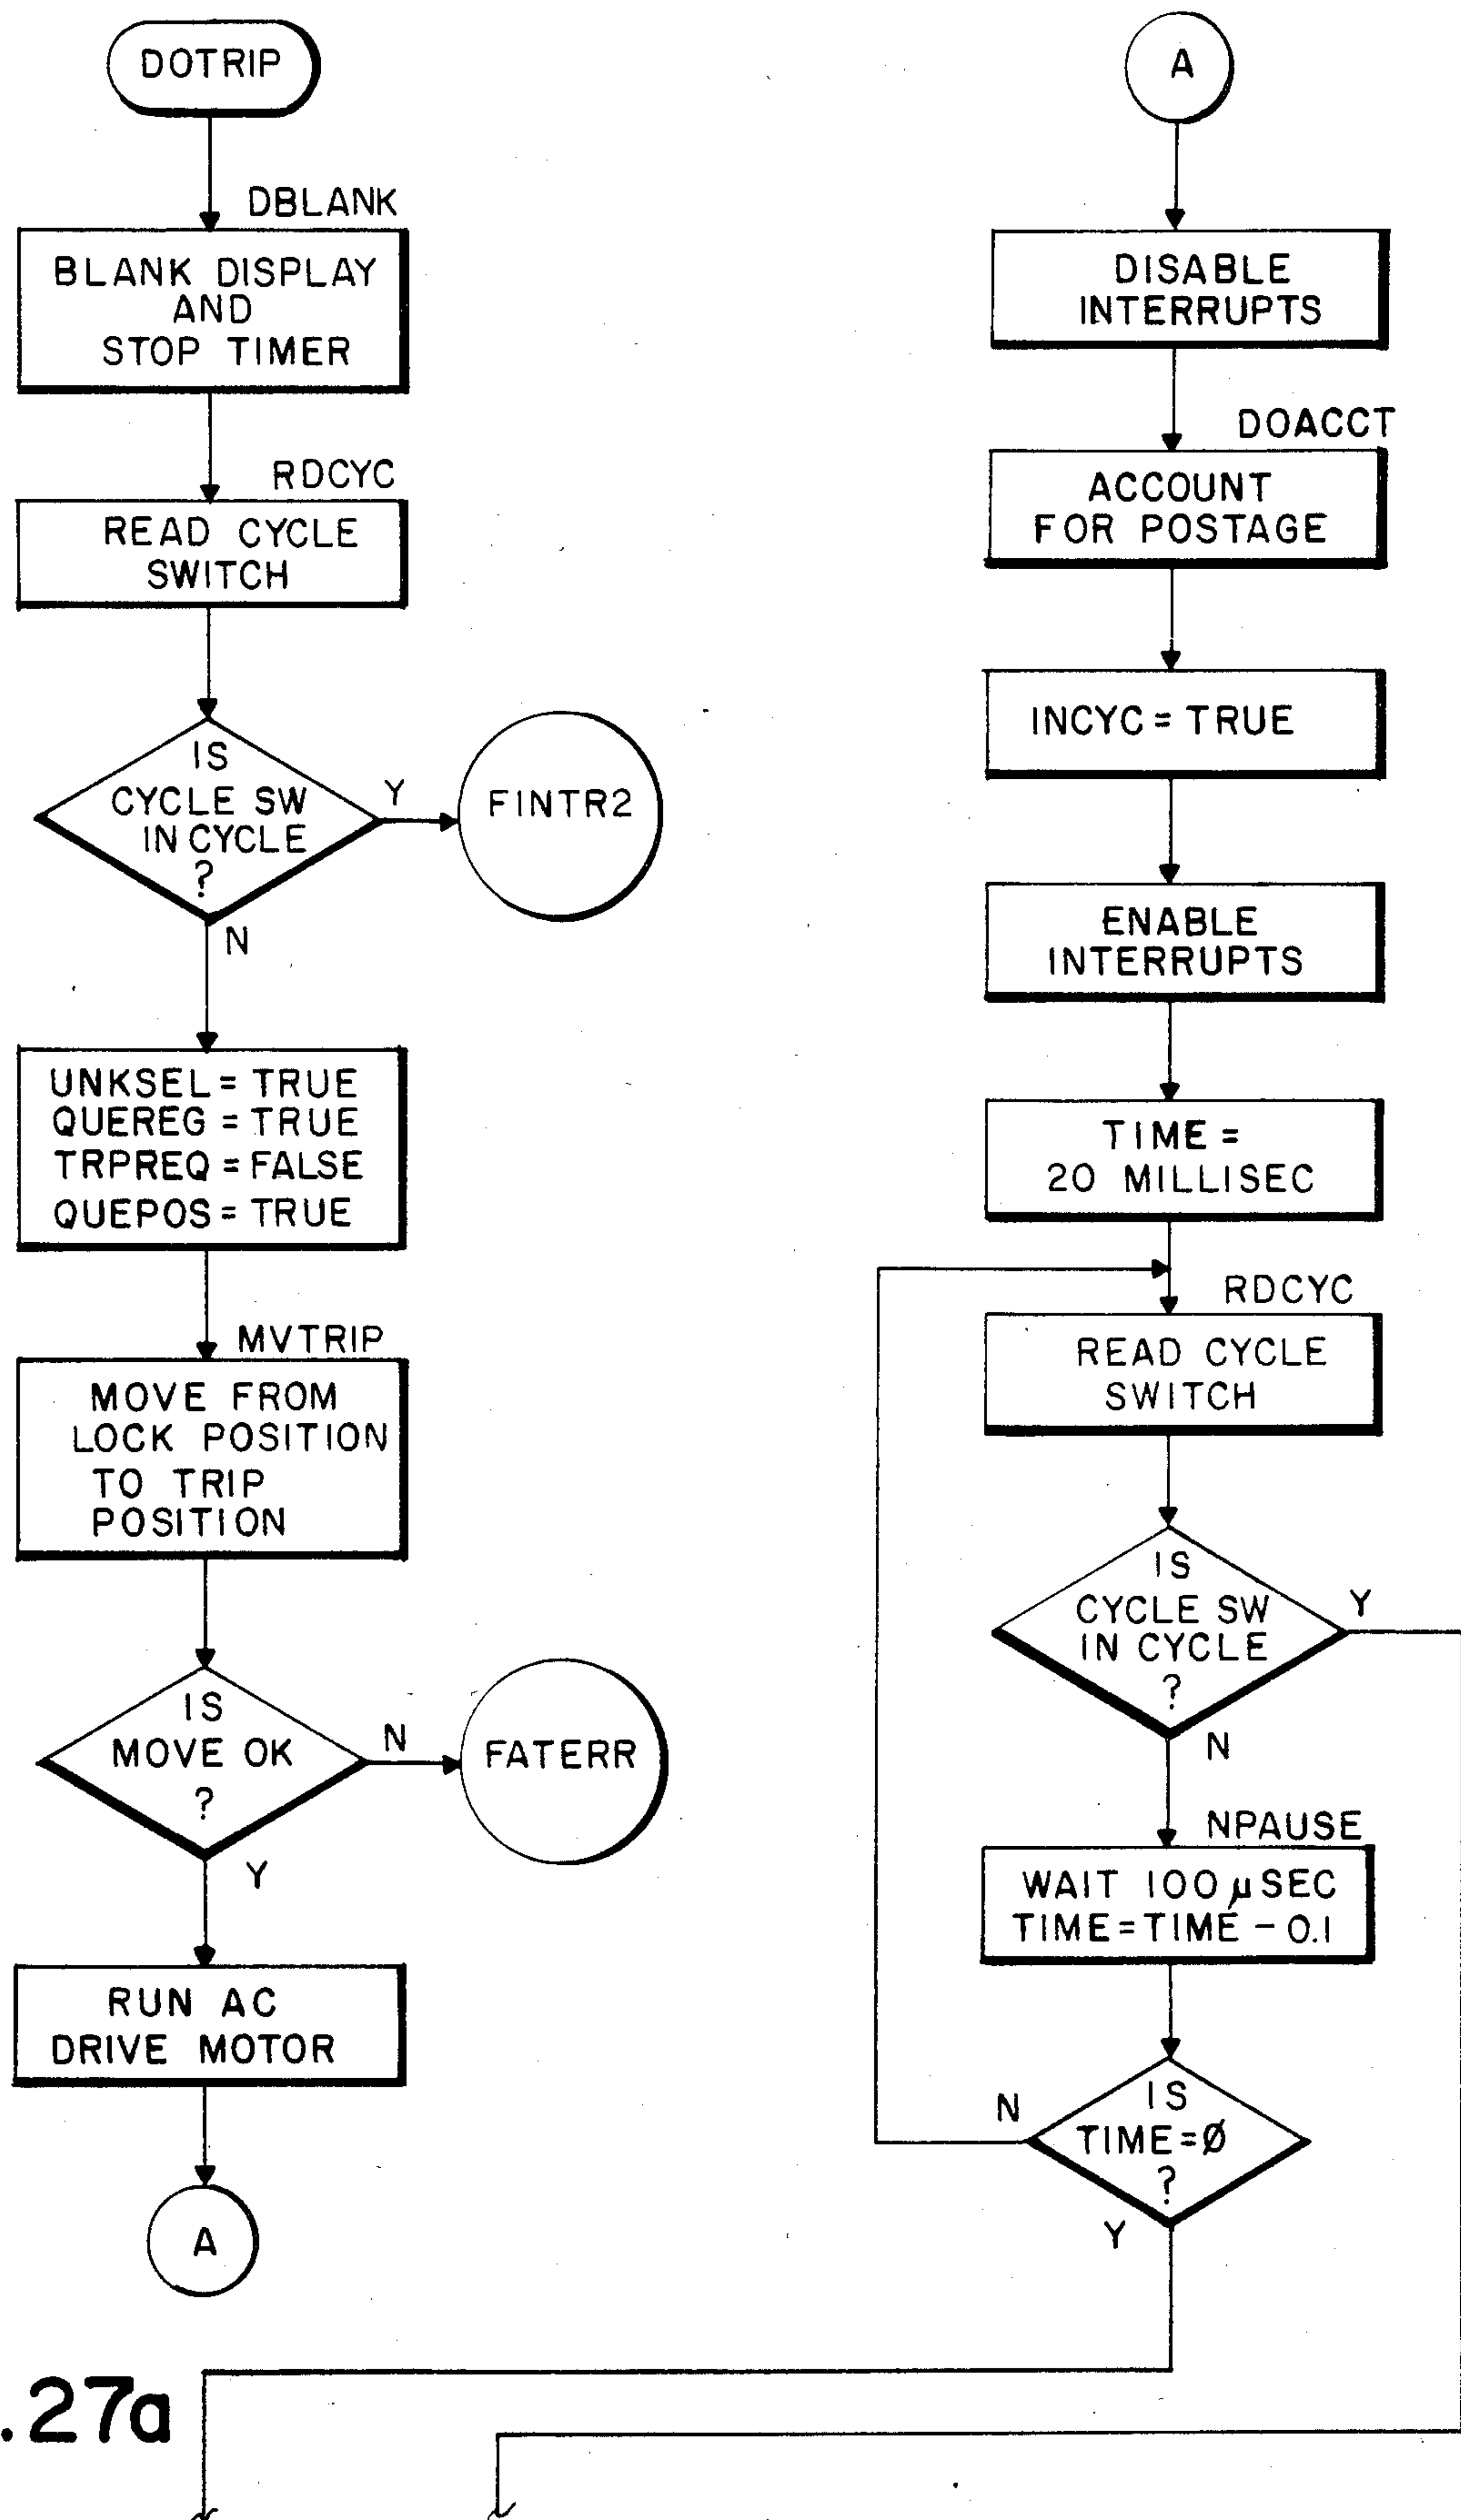 DOTRIP
DBLANK
BLANK DISPLAY
AND
STOP TIMER
RDCYC
READ CYCLE
SWITCH
IS
CYCLE SW
IN CYCLE
?
Y
FINTR2
N
UNKSEL = TRUE
QUEREG = TRUE
TRPREQ = FALSE
QUEPOS = TRUE
MVTRIP
MOVE FROM
LOCK POSITION
TO TRIP
POSITION
IS
MOVE OK
?
N
FATERR
Y
RUN AC
DRIVE MOTOR
A
A
DISABLE
INTERRUPTS
DOACCT
ACCOUNT
FOR POSTAGE
INCYC = TRUE
ENABLE
INTERRUPTS
TIME =
20 MILLISEC
RDCYC
READ CYCLE
SWITCH
IS
CYCLE SW
IN CYCLE
?
Y
N
NPAUSE
WAIT 100 µSEC
TIME = TIME - 0.1
IS
TIME = Ø
?
N
Y
.27a